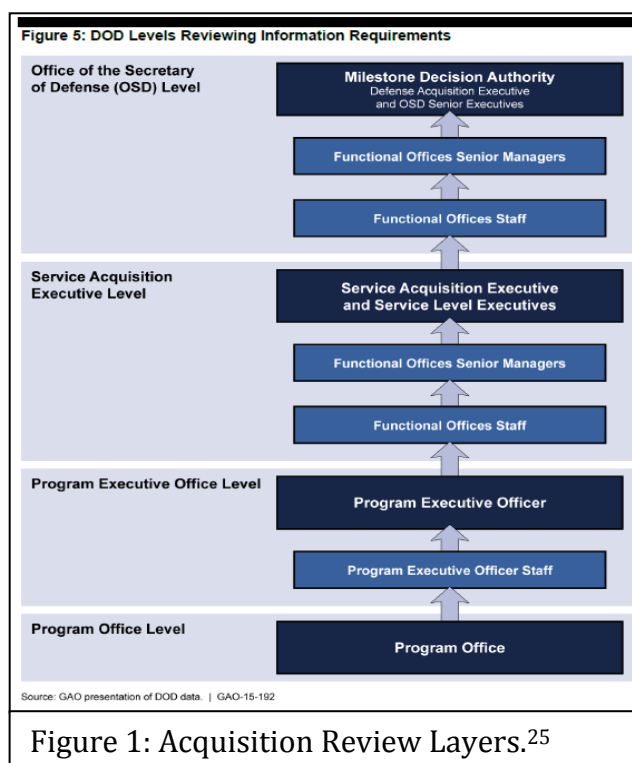 Figure 5: DOD Levels Reviewing Information Requirements
Office of the Secretary
of Defense (OSD) Level
Milestone Decision Authority
Defense Acquisition Executive
and OSD Senior Executives
Functional Offices Senior Managers
Functional Offices Staff
Service Acquisition
Executive Level
Service Acquisition Executive
and Service Level Executives
Functional Offices Senior Managers
Functional Offices Staff
Program Executive Office Level
Program Executive Officer
Program Executive Officer Staff
Program Office Level
Program Office
Source: GAO presentation of DOD data. | GAO-15-192
Figure 1: Acquisition Review Layers.25